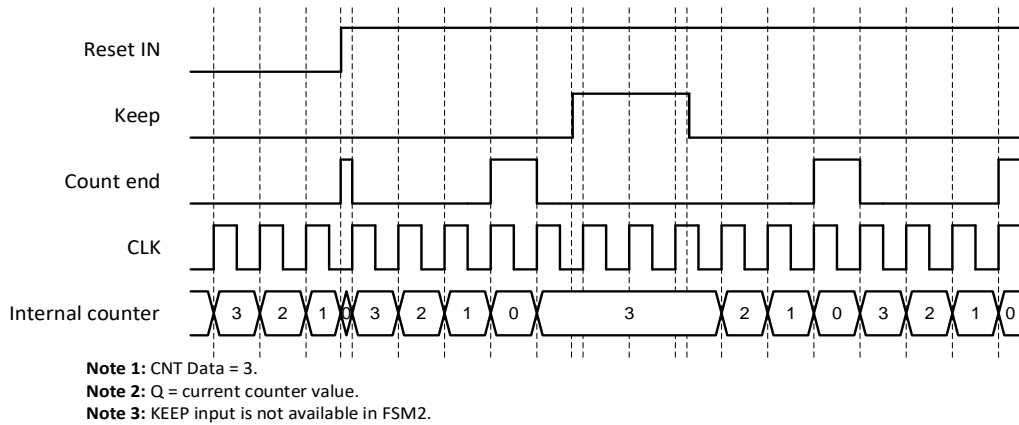 Reset IN
Keep
Count end
CLK
Internal counter 3 2 1 0 3 2 1 0 3 2 1 0 3 2 1 0
Note 1: CNT Data = 3.
Note 2: Q = current counter value.
Note 3: KEEP input is not available in FSM2.